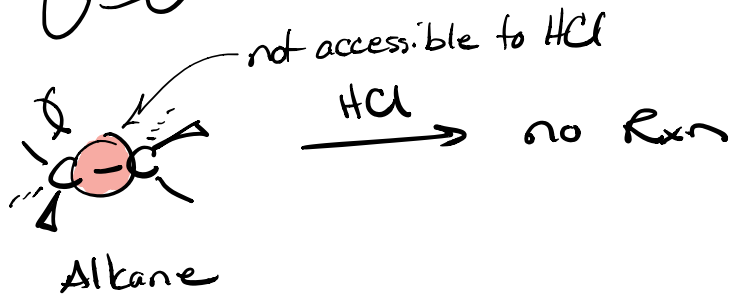 not accessible to HCl
HCl
no Rxn
C - C
Alkane